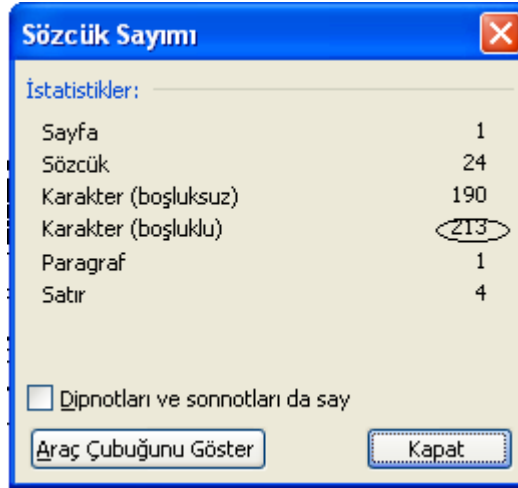 Sözcük Sayımı
İstatistikler:
Sayfa 1
Sözcük 24
Karakter (boşluksuz) 190
Karakter (boşluklu) 213
Paragraf 1
Satır 4
Dipnotları ve sonnotları da say
Araç Çubuğunu Göster Kapat